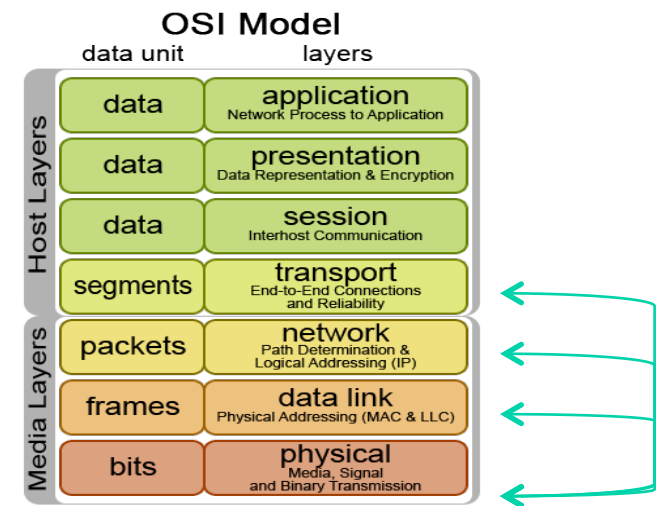 OSI Model
data unit layers
Host Layers
data application
Network Process to Application
data presentation
Data Representation & Encryption
data session
Interhost Communication
segments transport
End-to-End Connections
and Reliability
Media Layers
packets network
Path Determination &
Logical Addressing (IP)
frames data link
Physical Addressing (MAC & LLC)
bits physical
Media, Signal
and Binary Transmission